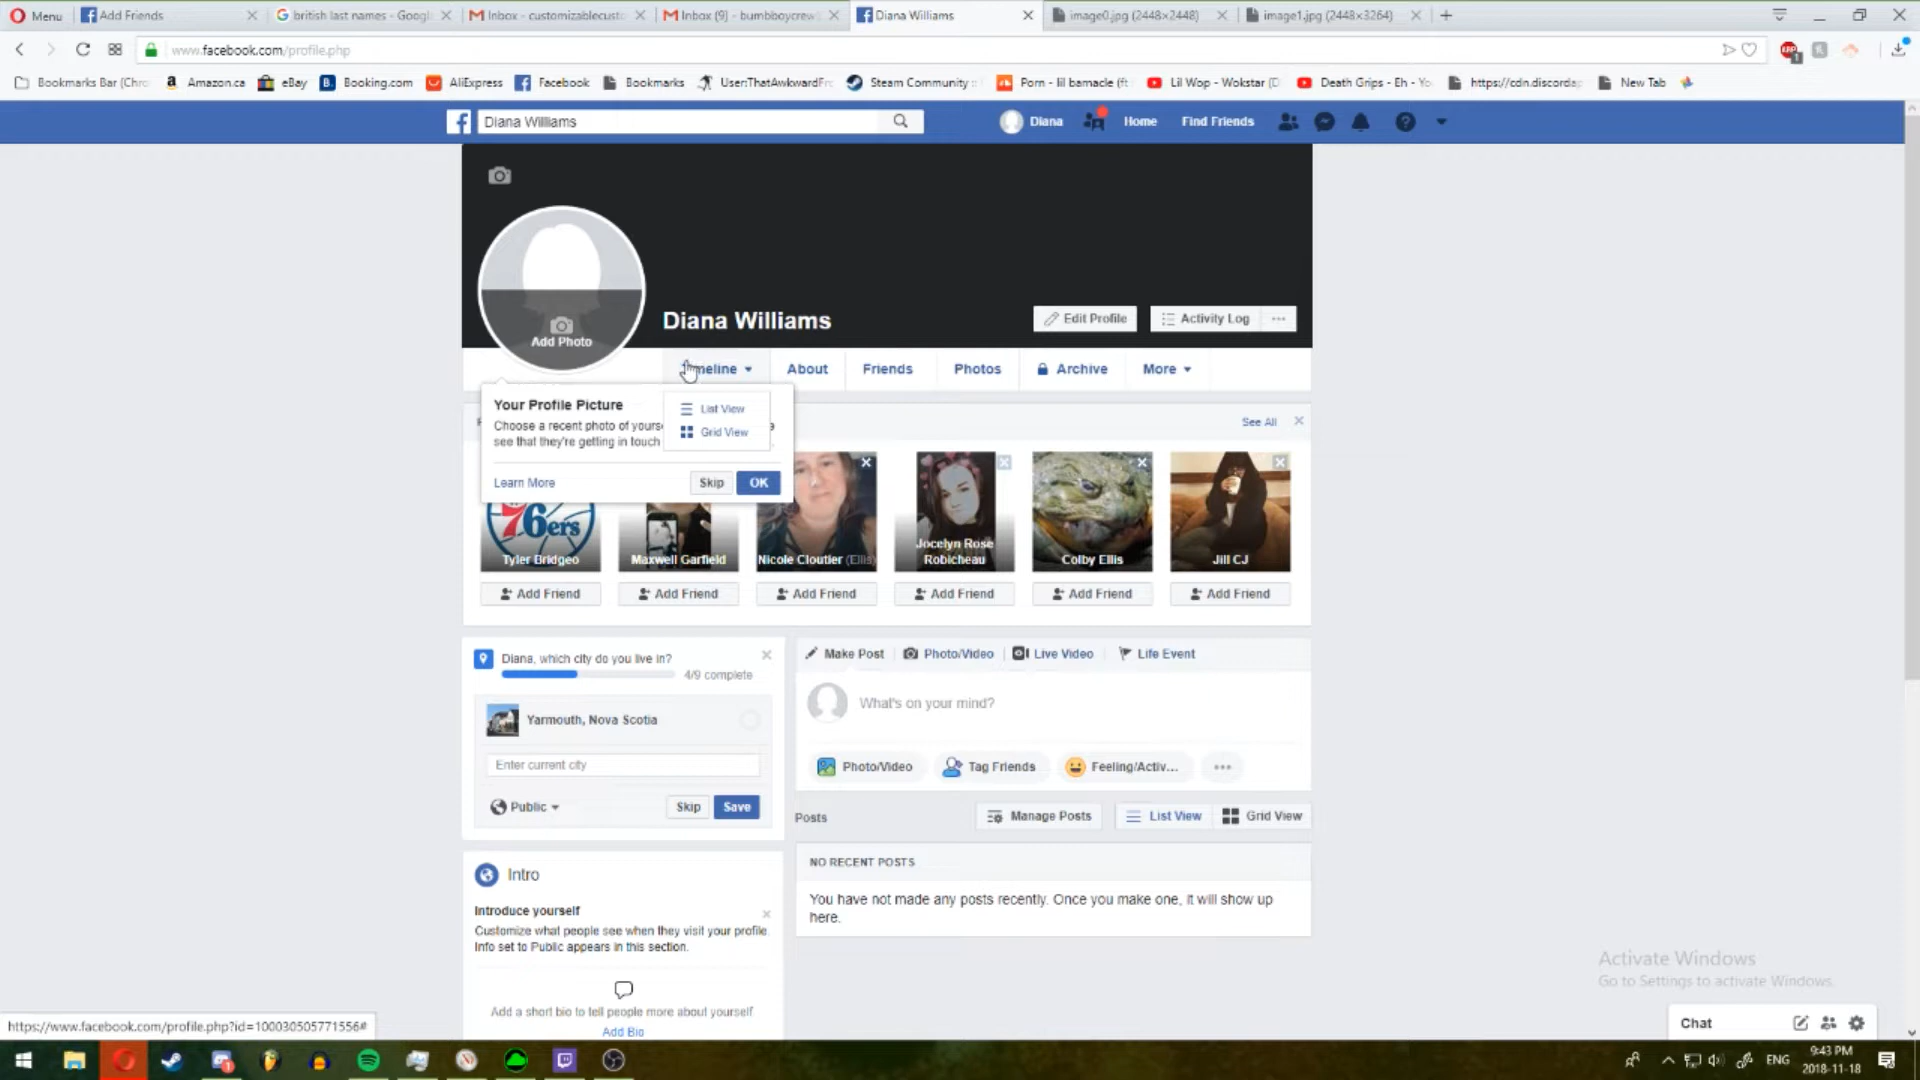 Menu
Add Friends
british last names - Googl
Inbox - customizablecust
Inbox (9) - bumbboycrew
Diana Williams
image0.jpg (2448×2448)
image1.jpg (2448×3264)
www.facebook.com/profile.php
Bookmarks Bar (Chro
Amazon.ca
eBay
Booking.com
AliExpress
Facebook
Bookmarks
UserThatAwkwardFr
Steam Community :
Porn - lil barnacle (ft
Lil Wop - Wokstar (D
Death Grips - Eh - Yo
https://cdn.discorda
New Tab
Diana Williams
Diana
Home
Find Friends
Add Photo
Diana Williams
Edit Profile
Activity Log
meline
About
Friends
Photos
Archive
More
Your Profile Picture
Choose a recent photo of yours
see that they're getting in touch
List View
Grid View
Learn More
Skip
OK
See All
76ers
Tyler Bridgeo
Maxwell Garfield
Nicole Cloutier (Ellis)
Jocelyn Rose
Robicheau
Colby Ellis
Jill CJ
Add Friend
Add Friend
Add Friend
Add Friend
Add Friend
Add Friend
Diana, which city do you live in?
4/9 complete
Yarmouth, Nova Scotia
Enter current city
Public
Skip
Save
Make Post
Photo/Video
Live Video
Life Event
What's on your mind?
Photo/Video
Tag Friends
Feeling/Activ...
Posts
Manage Posts
List View
Grid View
NO RECENT POSTS
You have not made any posts recently. Once you make one, it will show up
here.
Intro
Introduce yourself
Customize what people see when they visit your profile.
Info set to Public appears in this section.
Add a short bio to tell people more about yourself.
Add Bio
Activate Windows
Go to Settings to activate Windows.
Chat
https://www.facebook.com/profile.php?id=100030505771556#
ENG
9:43 PM
2018-11-18